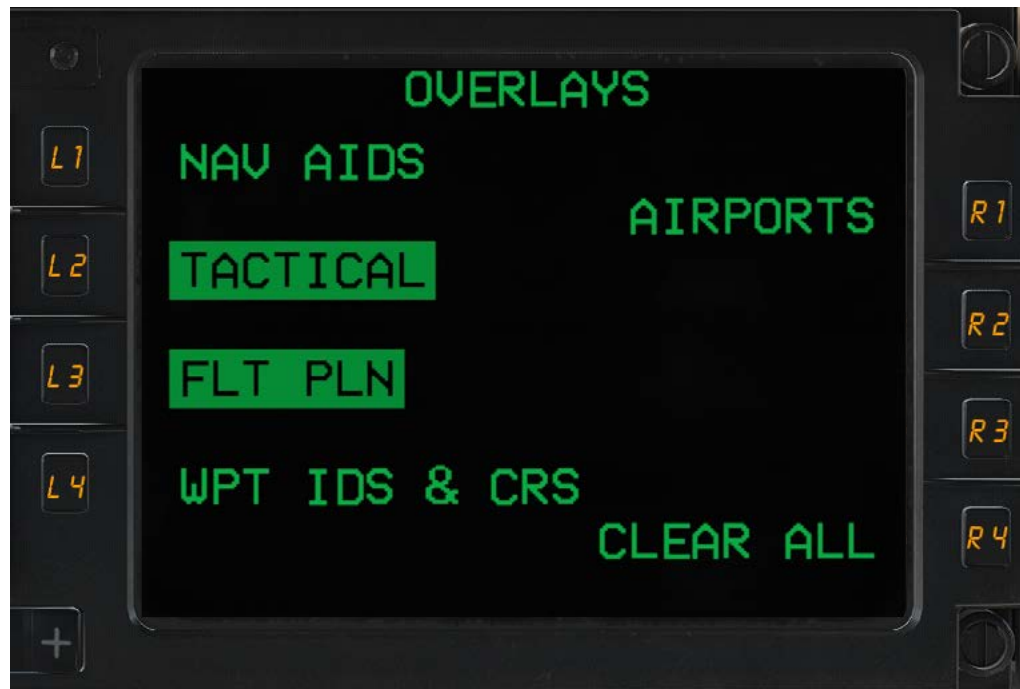 OVERLAYS
L1
NAV AIDS
AIRPORTS
R1
L2
TACTICAL
R2
L3
FLT PLN
R3
L4
WPT IDS & CRS
CLEAR ALL
R4
+